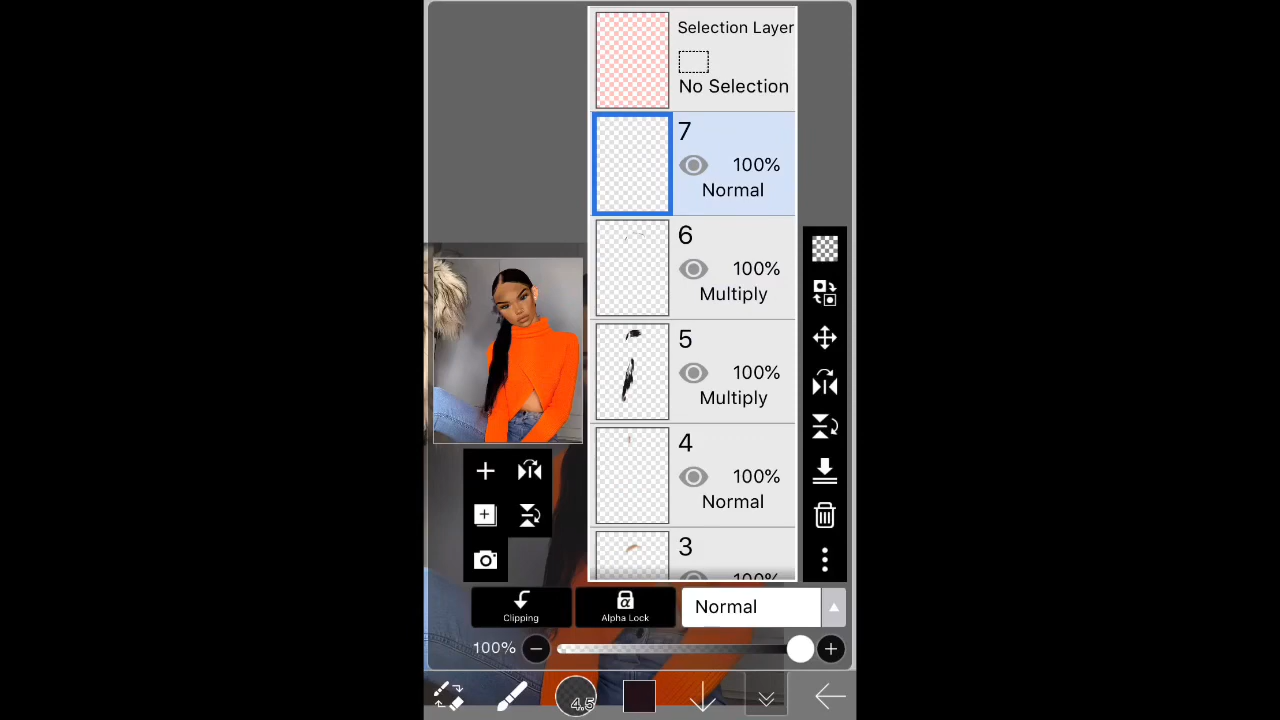 Selection Layer
No Selection
7
100%
Normal
6
100%
Multiply
5
100%
Multiply
4
100%
Normal
3
100%
Clipping
α
Alpha Lock
Normal
100%
4.5